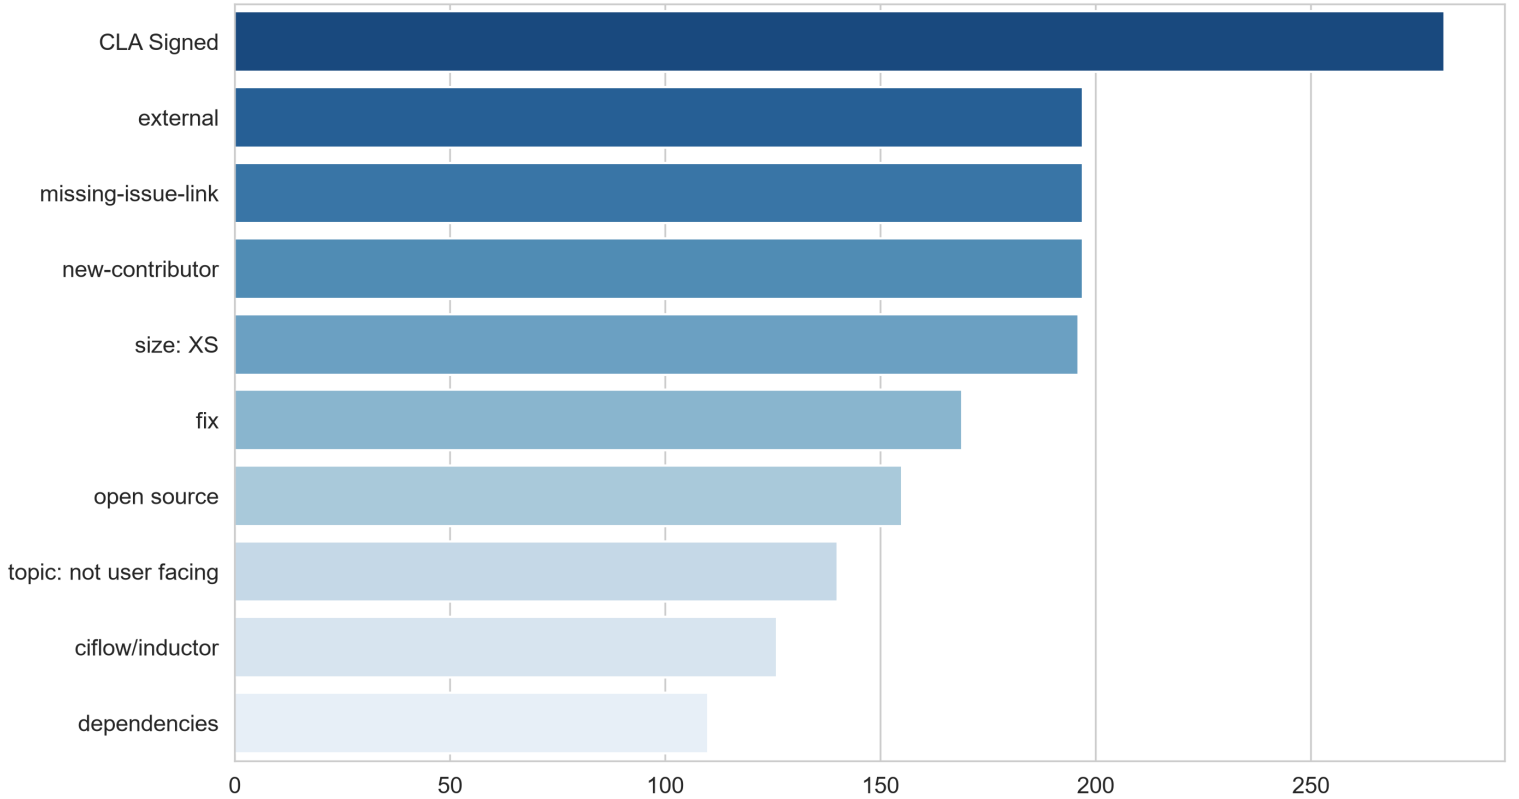 CLA Signed
external
missing-issue-link
new-contributor
size: XS
fix
open source
topic: not user facing
ciflow/inductor
dependencies
0 50 100 150 200 250